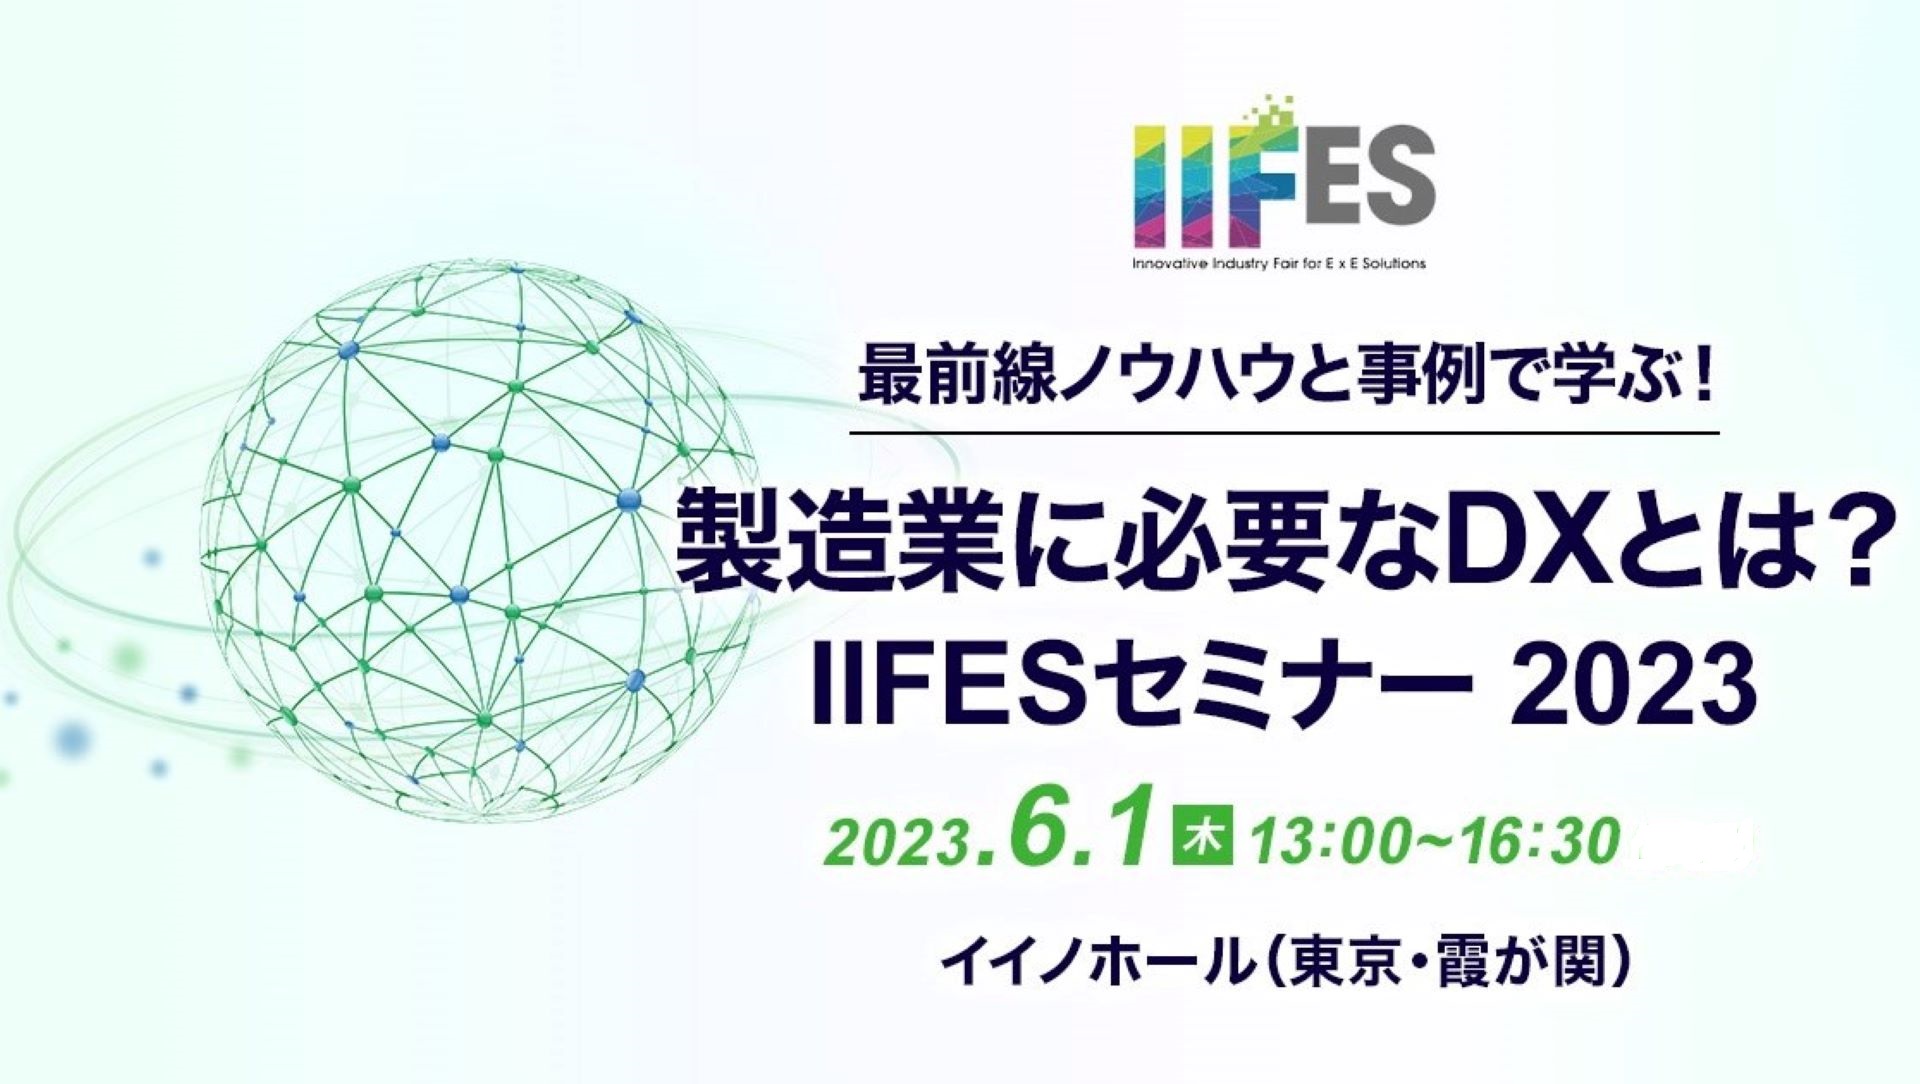 IIFES
Innovative Industry Fair for E x E Solutions
最前線ノウハウと事例で学ぶ!
製造業に必要なDXとは?
IIFESセミナー 2023
2023.6.1 木 13:00~16:30
イイノホール(東京・霞が関)